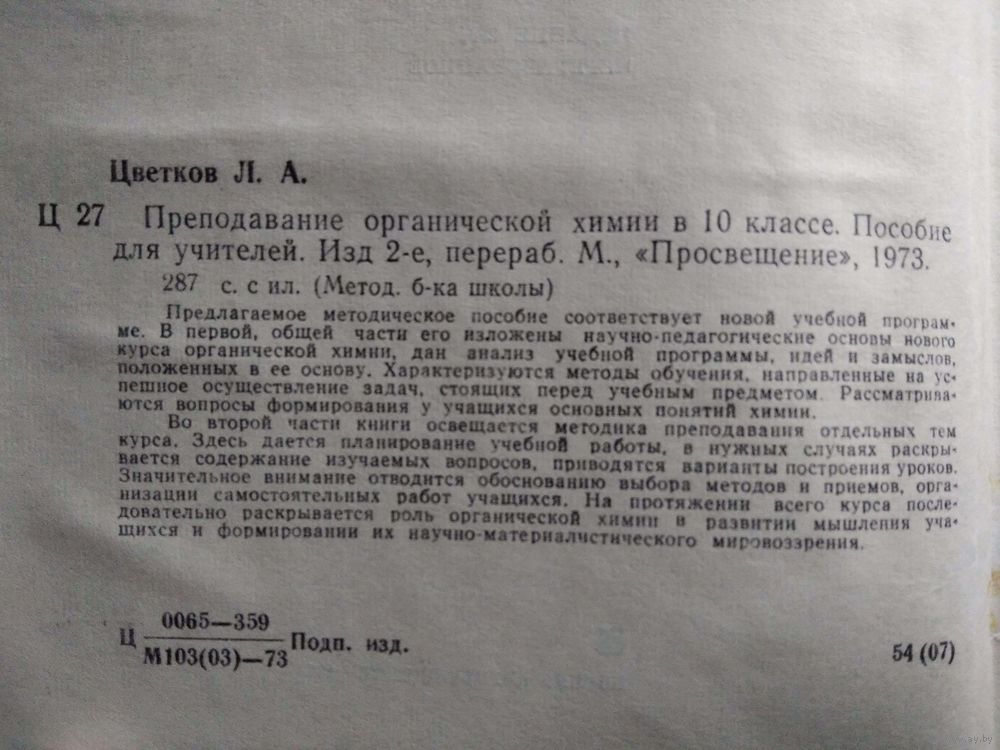 Цветков Л. А.
Ц 27 Преподавание органической химии в 10 классе. Пособие
для учителей. Изд 2-е, перераб. М., «Просвещение», 1973.
287 с. с ил. (Метод. б-ка школы)
Предлагаемое методическое пособие соответствует новой учебной програм-
ме. В первой, общей части его изложены научно-педагогические основы нового
курса органической химии, дан анализ учебной программы, идей и замыслов,
положенных в ее основу. Характеризуются методы обучения, направленные на ус-
пешное осуществление задач, стоящих перед учебным предметом. Рассматрива-
ются вопросы формирования у учащихся основных понятий химии.
Во второй части книги освещается методика преподавания отдельных тем
курса. Здесь дается планирование учебной работы, в нужных случаях раскры-
вается содержание изучаемых вопросов, приводятся варианты построения уроков.
Значительное внимание отводится обоснованию выбора методов и приемов, орга-
низации самостоятельных работ учащихся. На протяжении всего курса после-
довательно раскрывается роль органической химии в развитии мышления уча-
щихся и формировании их научно-материалистического мировоззрения.
Ц 0065—359
М103(03)—73 Подп. изд.
54 (07)